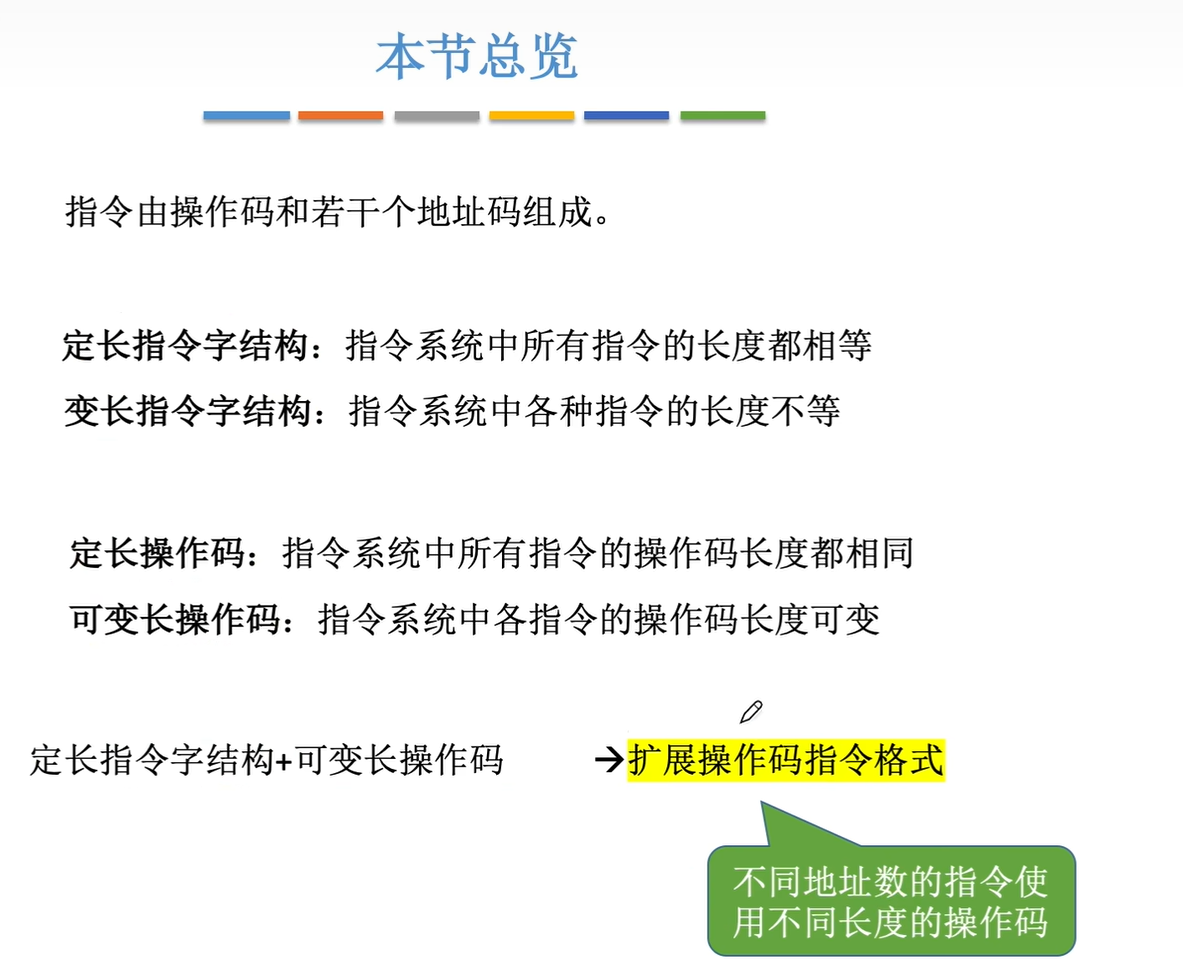 本节总览
指令由操作码和若干个地址码组成。
定长指令字结构：指令系统中所有指令的长度都相等
变长指令字结构：指令系统中各种指令的长度不等
定长操作码：指令系统中所有指令的操作码长度都相同
可变长操作码：指令系统中各指令的操作码长度可变
定长指令字结构+可变长操作码 →扩展操作码指令格式
不同地址数的指令使
用不同长度的操作码